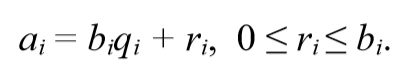 aᵢ = bᵢqᵢ + rᵢ, 0 ≤ rᵢ ≤ bᵢ.